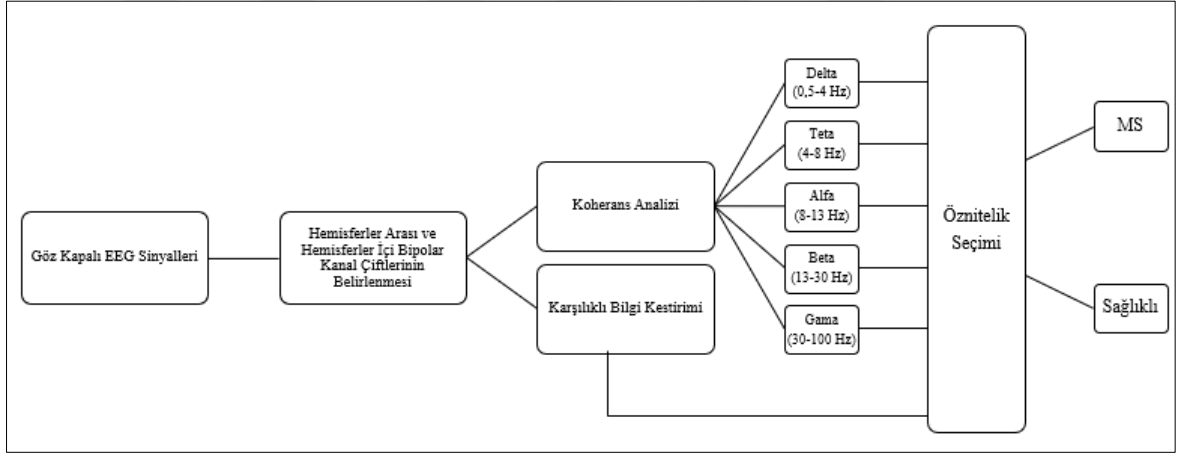 Göz Kapalı EEG Sinyalleri
Hemisferler Arası ve
Hemisferler İçi Bipolar
Kanal Çiftlerinin
Belirlenmesi
Koherans Analizi
Karşılıklı Bilgi Kestirimi
Delta
(0,5-4 Hz)
Teta
(4-8 Hz)
Alfa
(8-13 Hz)
Beta
(13-30 Hz)
Gama
(30-100 Hz)
Öznitelik
Seçimi
MS
Sağlıklı